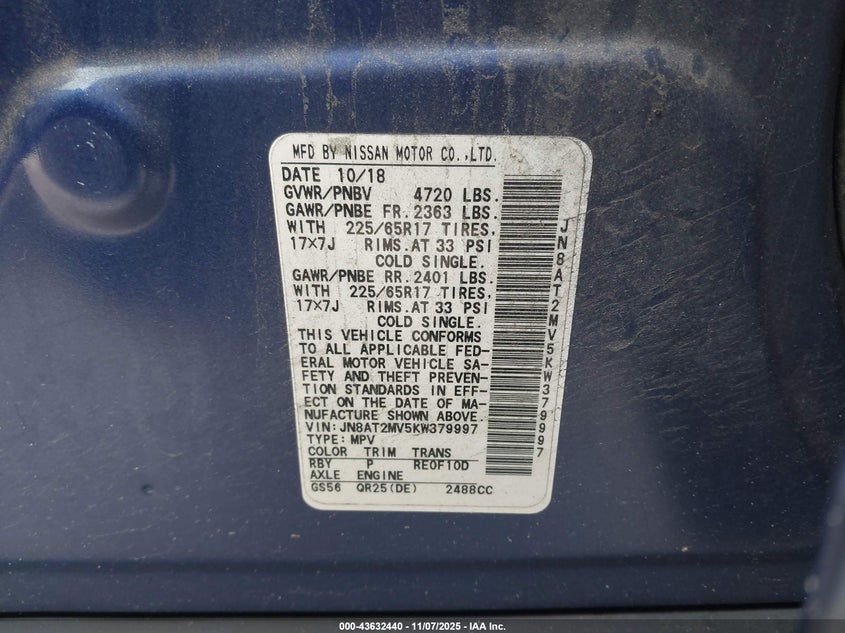 MFD BY NISSAN MOTOR CO.,LTD.
DATE 10/18
GVWR/PNBV 4720 LBS.
GAWR/PNBE FR. 2363 LBS.
WITH 225/65R17 TIRES,
17×7J RIMS.AT 33 PSI
COLD SINGLE.
GAWR/PNBE RR. 2401 LBS.
WITH 225/65R17 TIRES,
17×7J RIMS.AT 33 PSI
COLD SINGLE.
THIS VEHICLE CONFORMS
TO ALL APPLICABLE FED-
ERAL MOTOR VEHICLE SA-
FETY AND THEFT PREVEN-
TION STANDARDS IN EFF-
ECT ON THE DATE OF MA-
NUFACTURE SHOWN ABOVE.
VIN: JN8AT2MV5KW379997
TYPE: MPV
COLOR TRIM TRANS
RBY P RE0F10D
AXLE ENGINE
GS56 QR25(DE) 2488CC
JN8AT2MV5KW379997
000-43632440 - 11/07/2025 - IAA Inc.